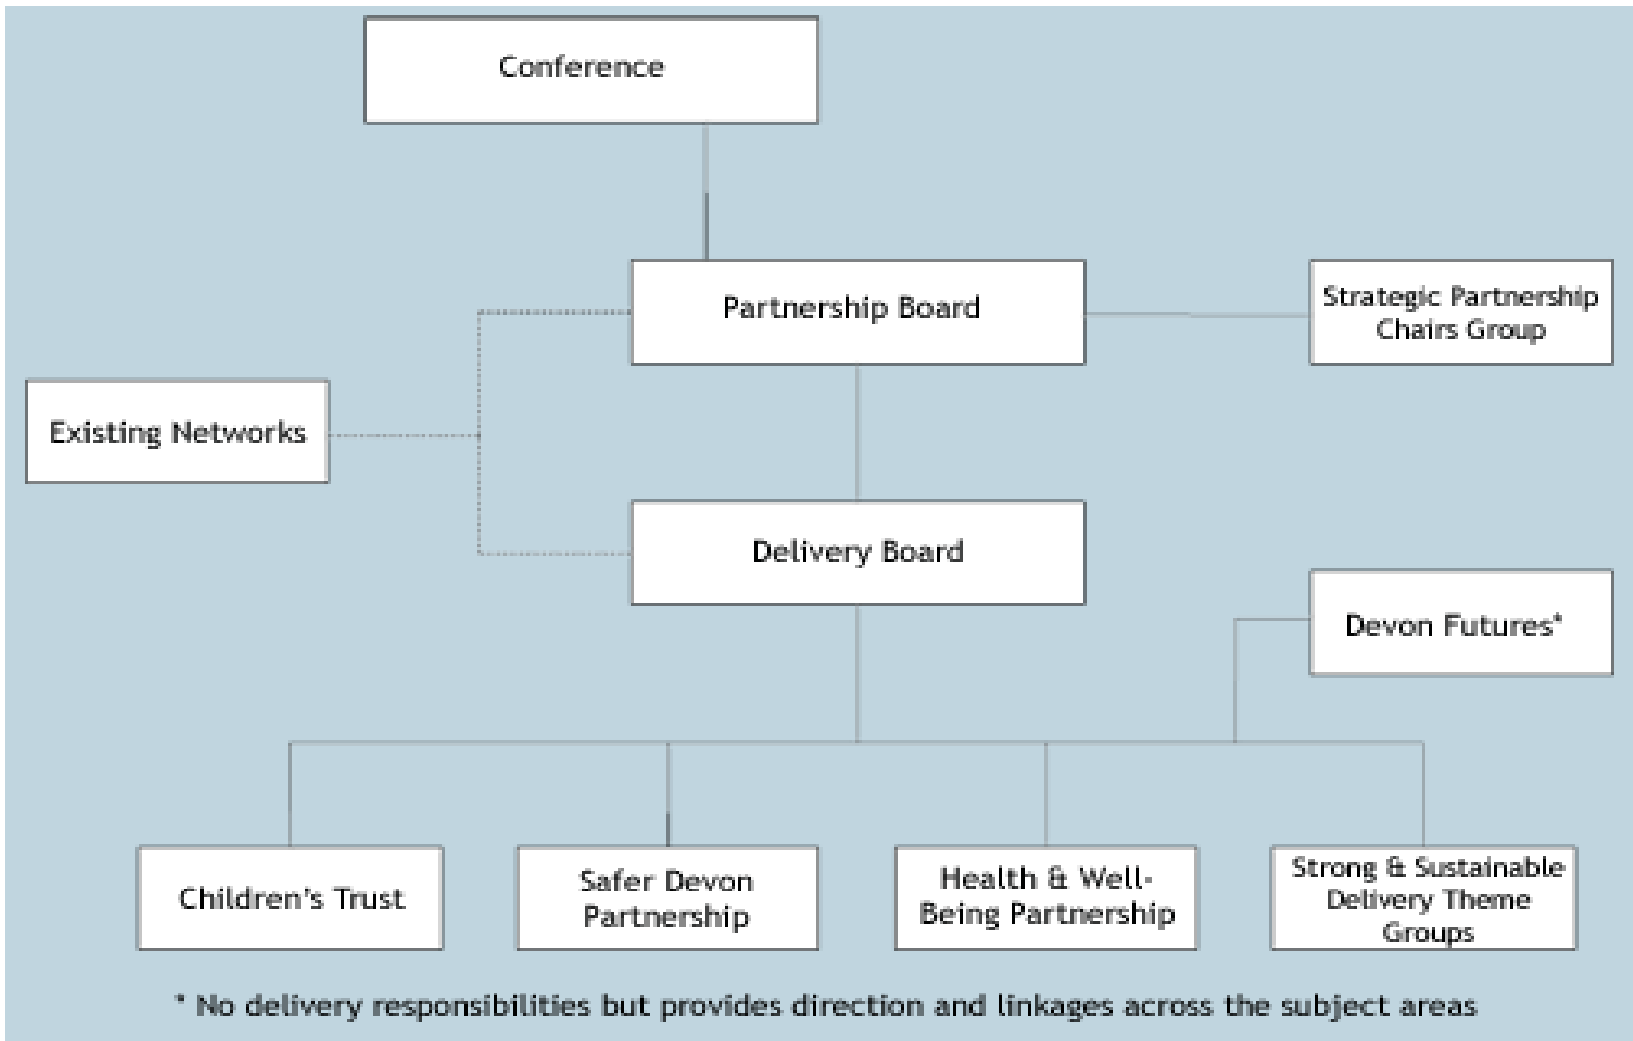 Conference
Partnership Board
Strategic Partnership
Chairs Group
Existing Networks
Delivery Board
Devon Futures*
Children's Trust
Safer Devon
Partnership
Health & Well-
Being Partnership
Strong & Sustainable
Delivery Theme
Groups
* No delivery responsibilities but provides direction and linkages across the subject areas